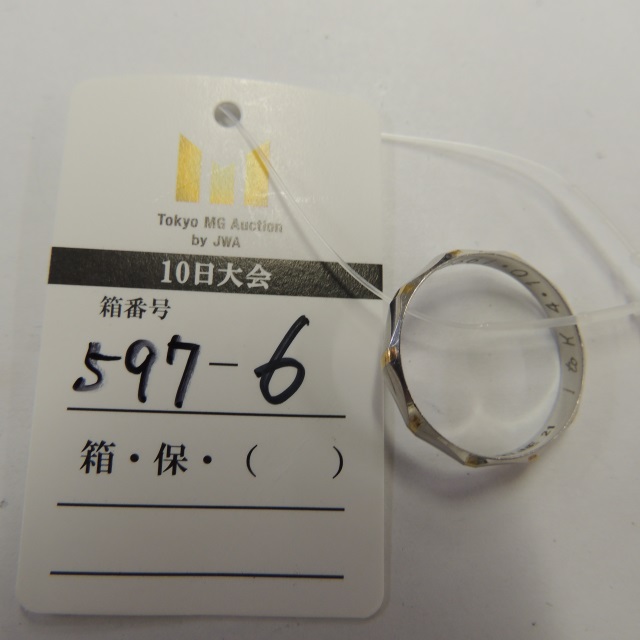 Tokyo MG Auction
by JWA
10日大会
箱番号
597-6
箱・保・(　　)